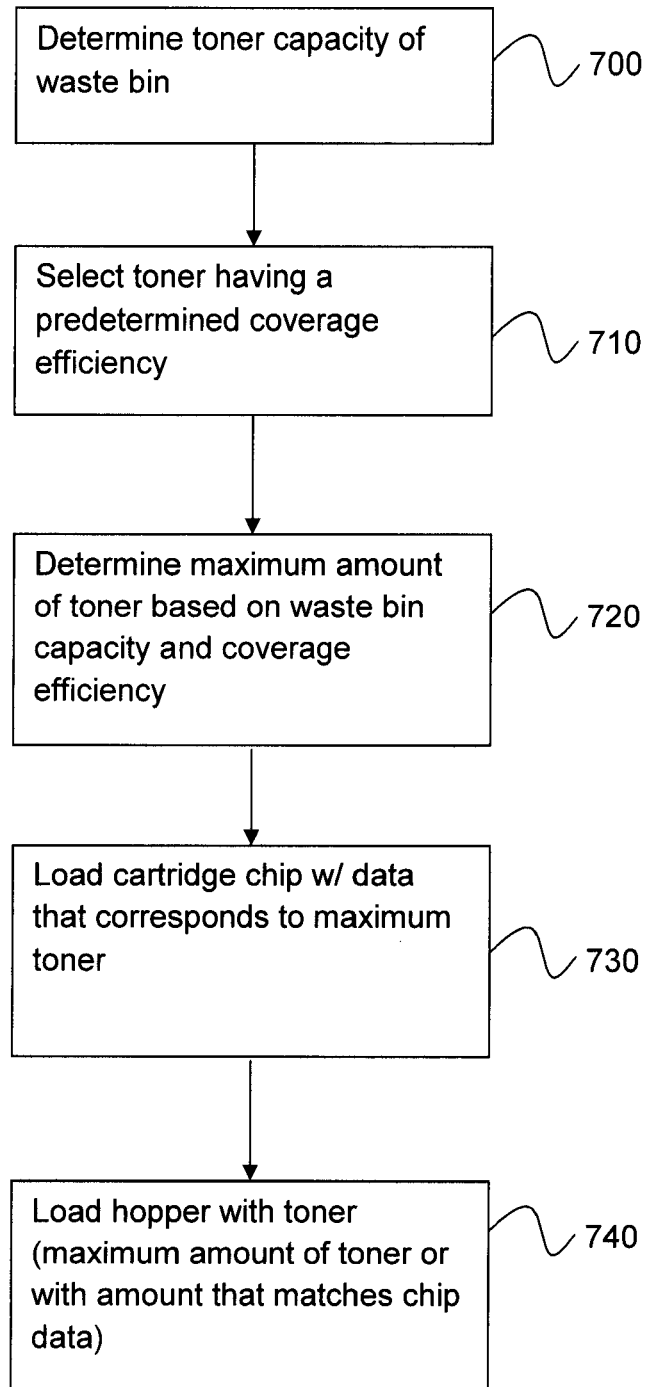 Determine toner capacity of
waste bin
700
Select toner having a
predetermined coverage
efficiency
710
Determine maximum amount
of toner based on waste bin
capacity and coverage
efficiency
720
Load cartridge chip w/ data
that corresponds to maximum
toner
730
Load hopper with toner
(maximum amount of toner or
with amount that matches chip
data)
740